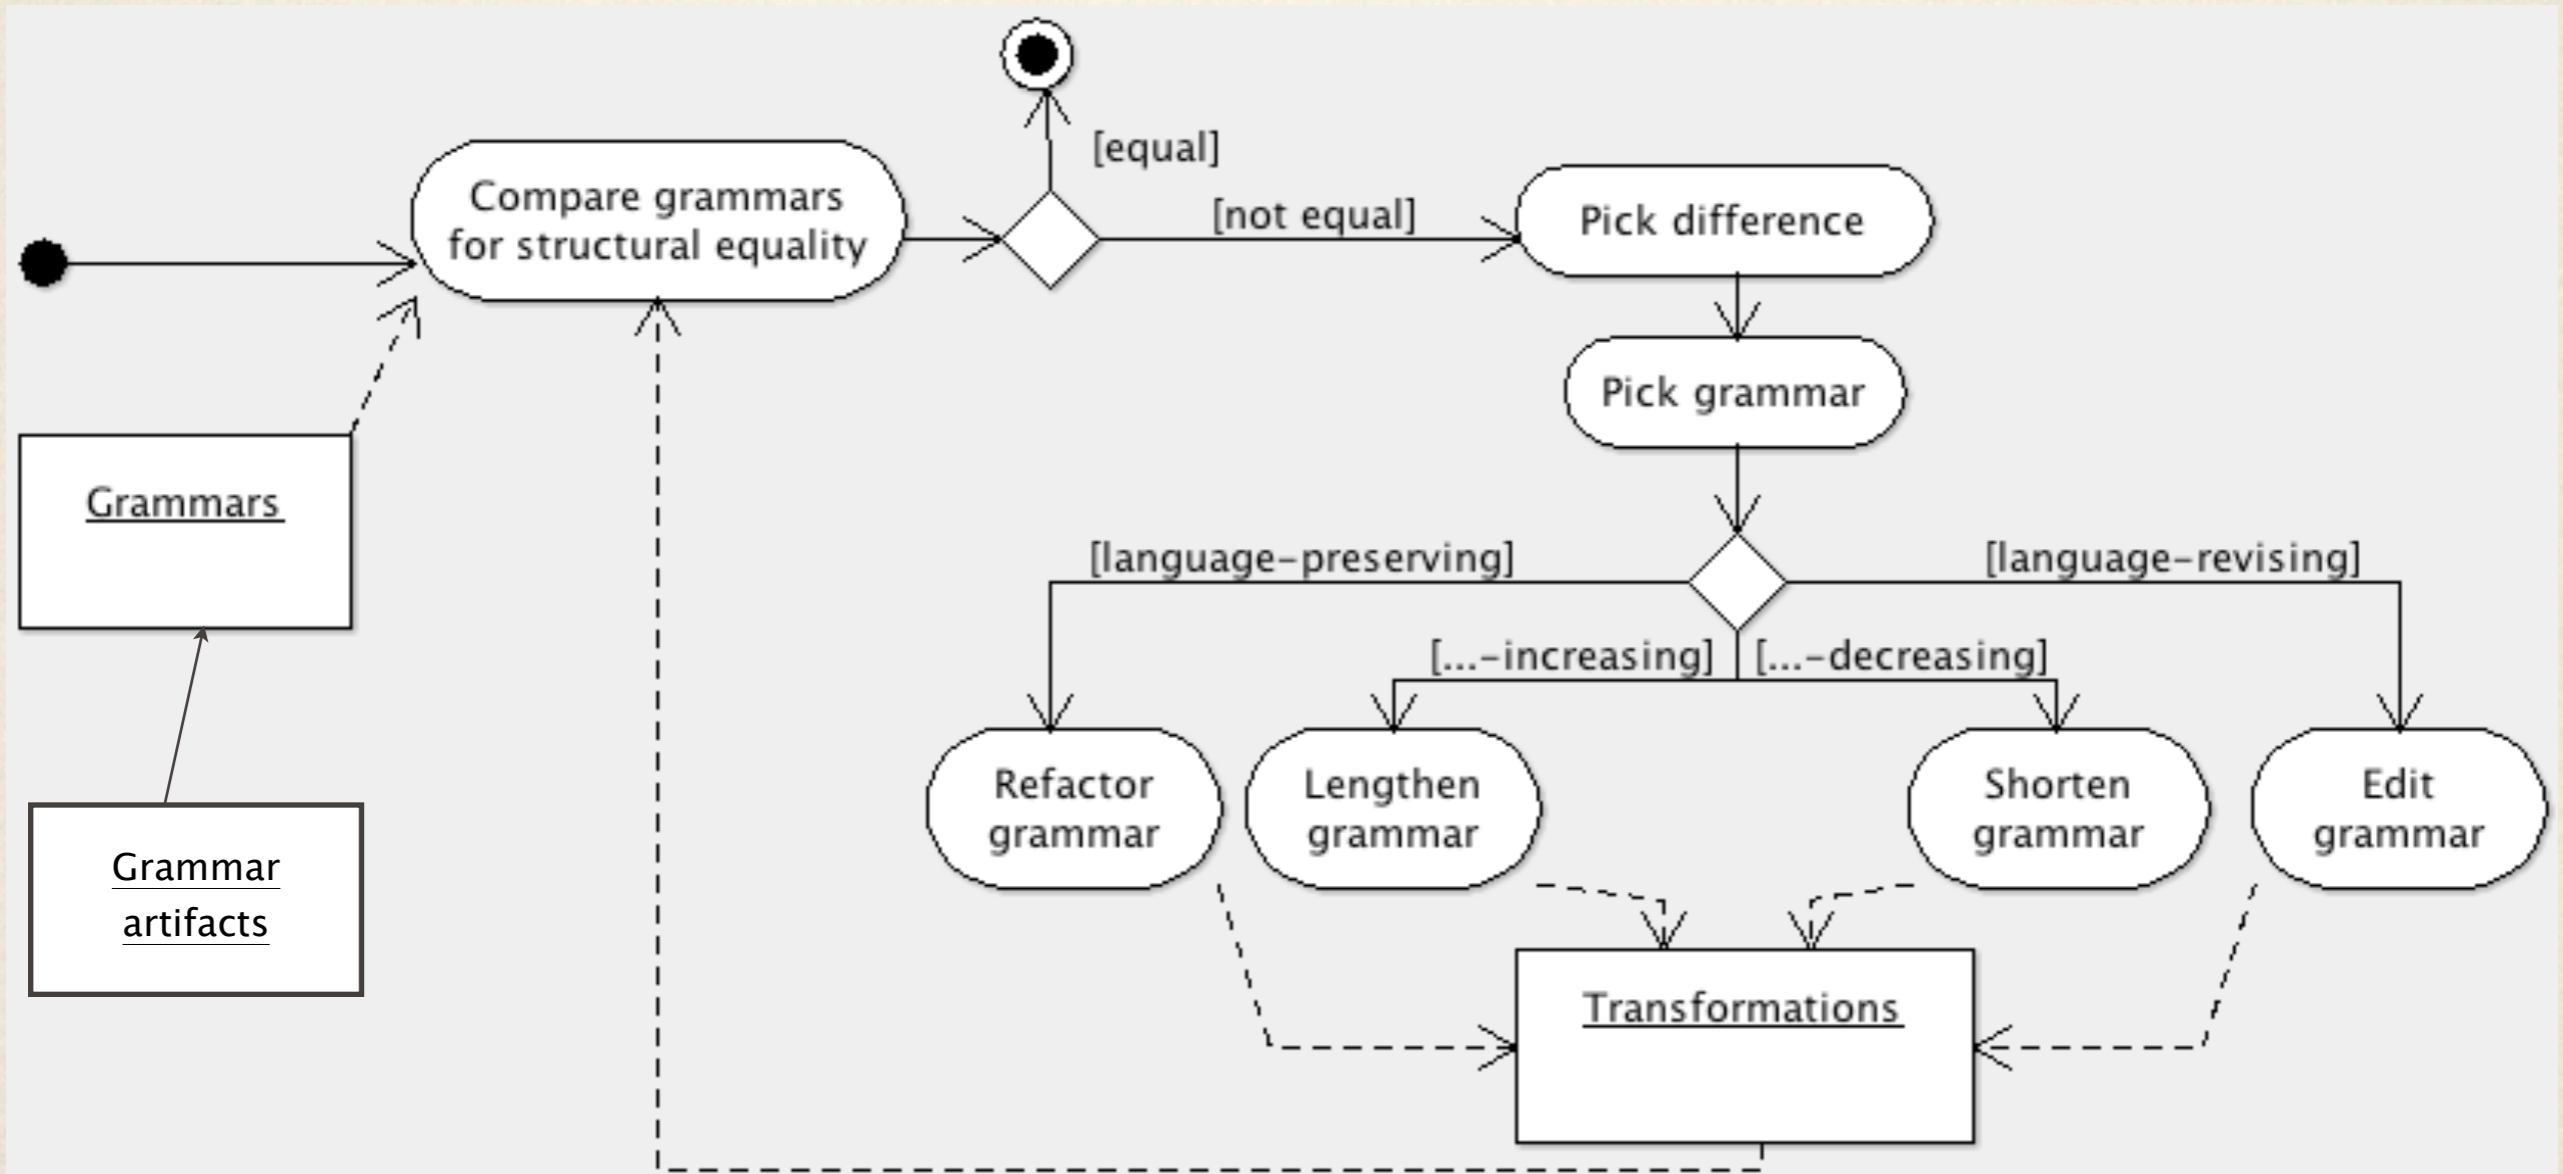 [equal]
Compare grammars
for structural equality
[not equal]
Pick difference
Pick grammar
Grammars
[language-preserving]
[language-revising]
[...-increasing]
[...-decreasing]
Refactor
grammar
Lengthen
grammar
Shorten
grammar
Edit
grammar
Grammar
artifacts
Transformations